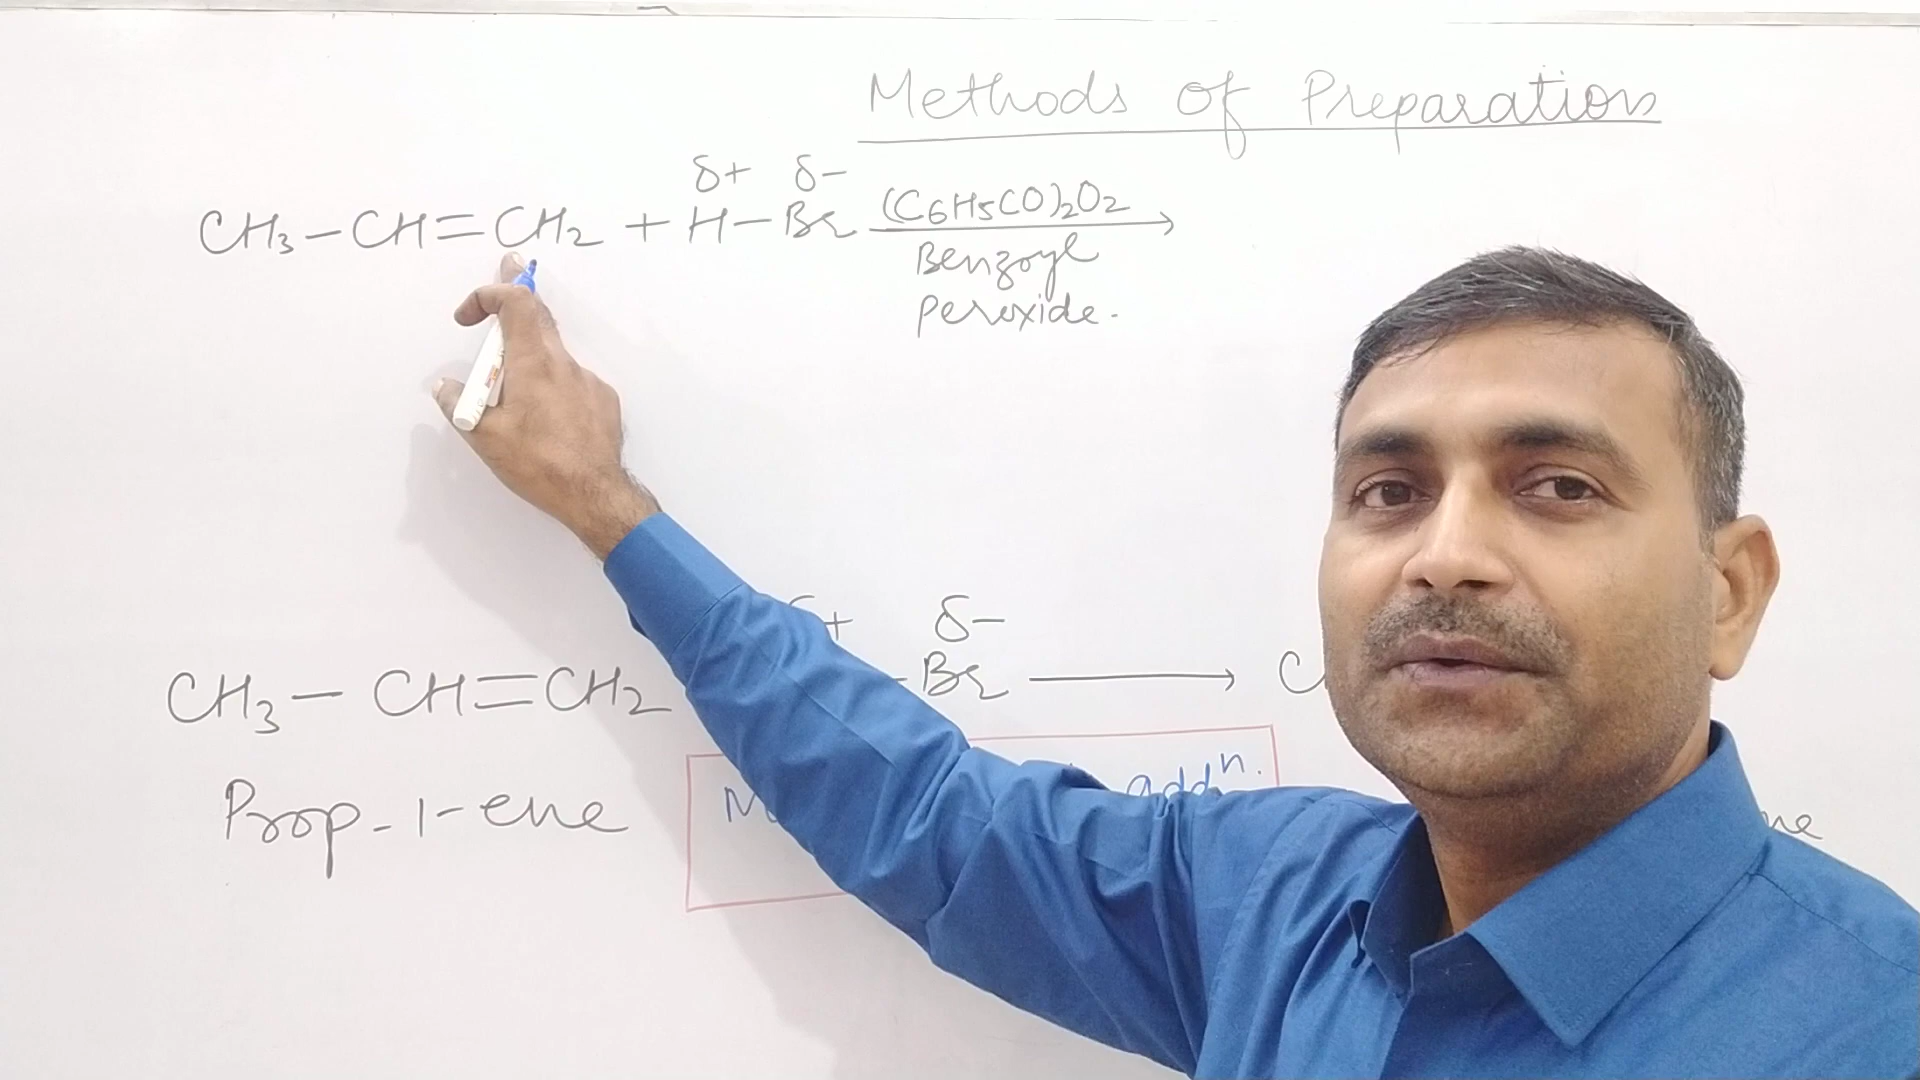 Methods of Preparation
δ+ δ-
CH3-CH=CH2 + H-Br (C6H5CO)2O2
Benzoyl
peroxide.
δ-
CH3-CH=CH2 Br
addn.
Prop-1-ene